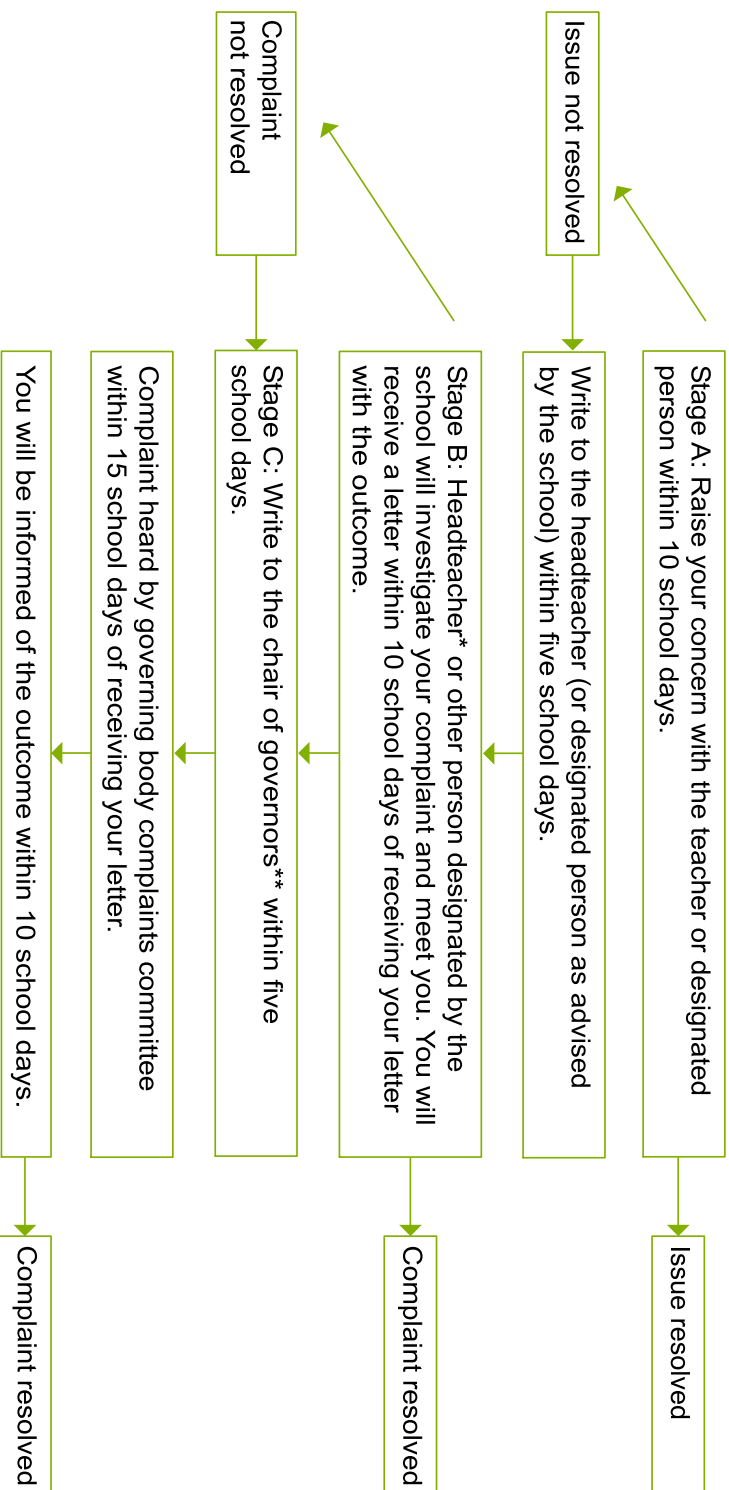 Stage A: Raise your concern with the teacher or designated
person within 10 school days.
Issue resolved
Issue not resolved
Write to the headteacher (or designated person as advised
by the school) within five school days.
Stage B: Headteacher* or other person designated by the
school will investigate your complaint and meet you. You will
receive a letter within 10 school days of receiving your letter
with the outcome.
Complaint resolved
Complaint
not resolved
Stage C: Write to the chair of governors** within five
school days.
Complaint heard by governing body complaints committee
within 15 school days of receiving your letter.
You will be informed of the outcome within 10 school days.
Complaint resolved